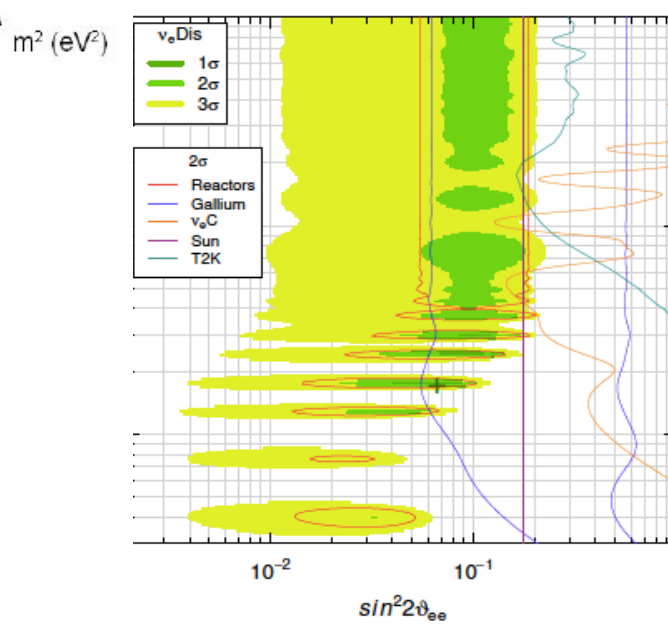 m² (eV²)
νₑDis
1σ
2σ
3σ
2σ
Reactors
Gallium
νₑC
Sun
T2K
10⁻²
10⁻¹
sin²2ϑₑₑ